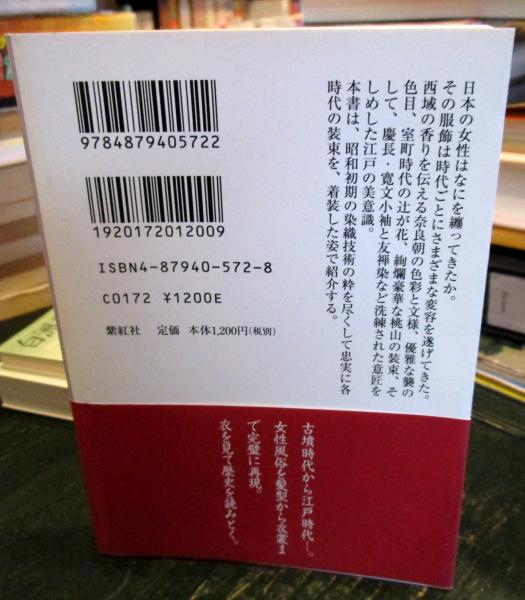 日本の女性はなにを纏ってきたか。
その服飾は時代ごとにさまざまな変容を遂げてきた。
西域の香りを伝える奈良朝の色彩と文様、優雅な襲の
色目、室町時代の辻が花、絢爛豪華な桃山の装束、そ
して、慶長・寛文小袖と友禅染など洗練された意匠を
しめした江戸の美意識。
本書は、昭和初期の染織技術の粋を尽くして忠実に各
時代の装束を、着装した姿で紹介する。
9784879405722
1920172012009
ISBN4-87940-572-8
C0172 ¥1200E
紫紅社 定価 本体1,200円(税別)
古墳時代から江戸時代―。
女性風俗を髪型から衣裳ま
で完璧に再現。
衣を見て歴史を読みとく。